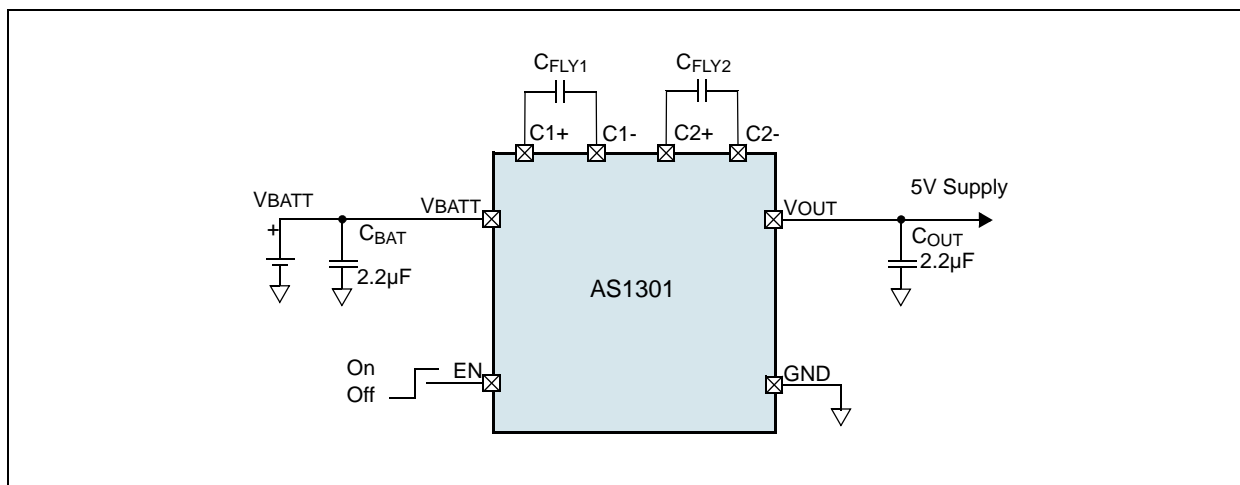 CFLY1
CFLY2
C1+
C1-
C2+
C2-
5V Supply
VBATT
VBATT
VOUT
+
CBAT
COUT
2.2µF
2.2µF
AS1301
On
EN
GND
Off